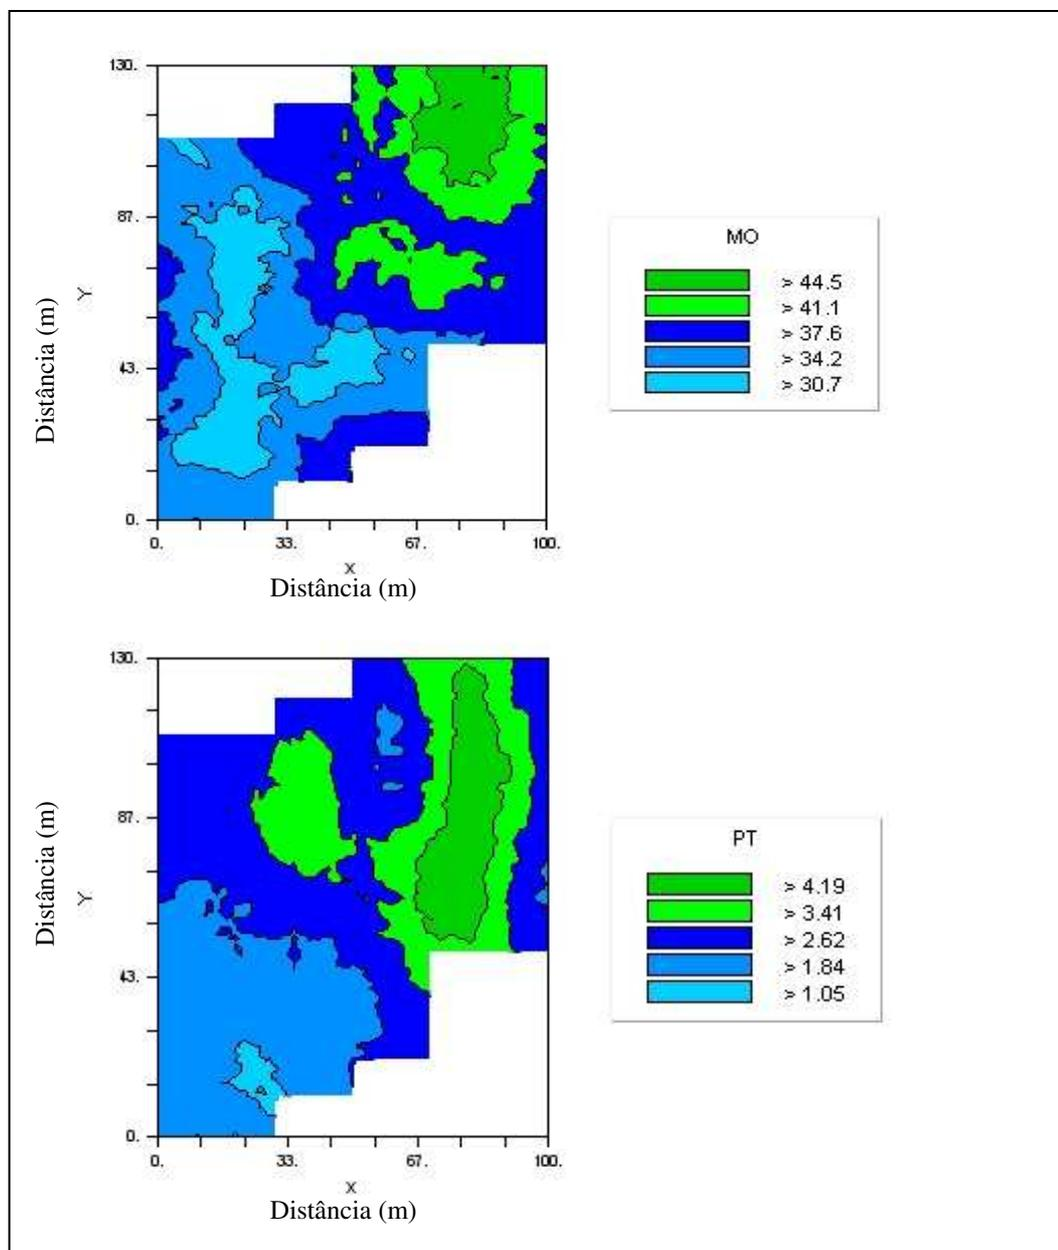 130.
87.
43.
0.
Y
Distância (m)
0. 33. 67. 100.
X
Distância (m)
MO
> 44.5
> 41.1
> 37.6
> 34.2
> 30.7
130.
87.
43.
0.
Y
Distância (m)
0. 33. 67. 100.
X
Distância (m)
PT
> 4.19
> 3.41
> 2.62
> 1.84
> 1.05